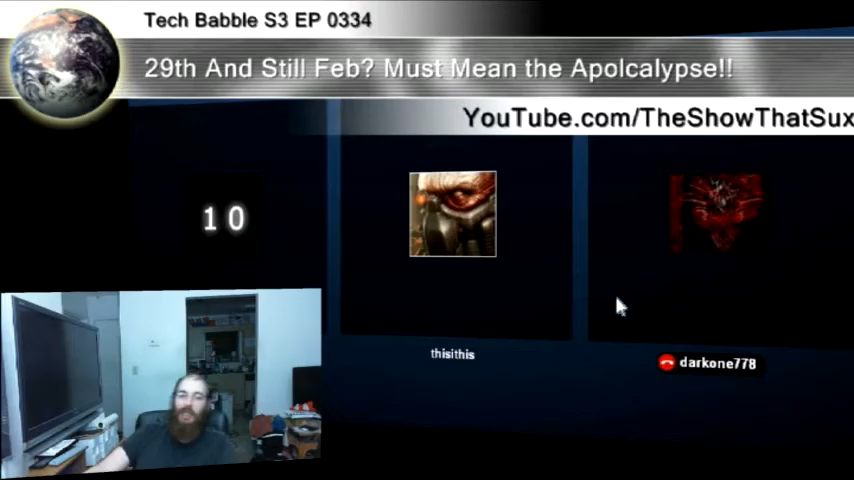 Tech Babble S3 EP 0334
29th And Still Feb? Must Mean the Apolcalypse!!
YouTube.com/TheShowThatSux
10
thisithis
darkone778